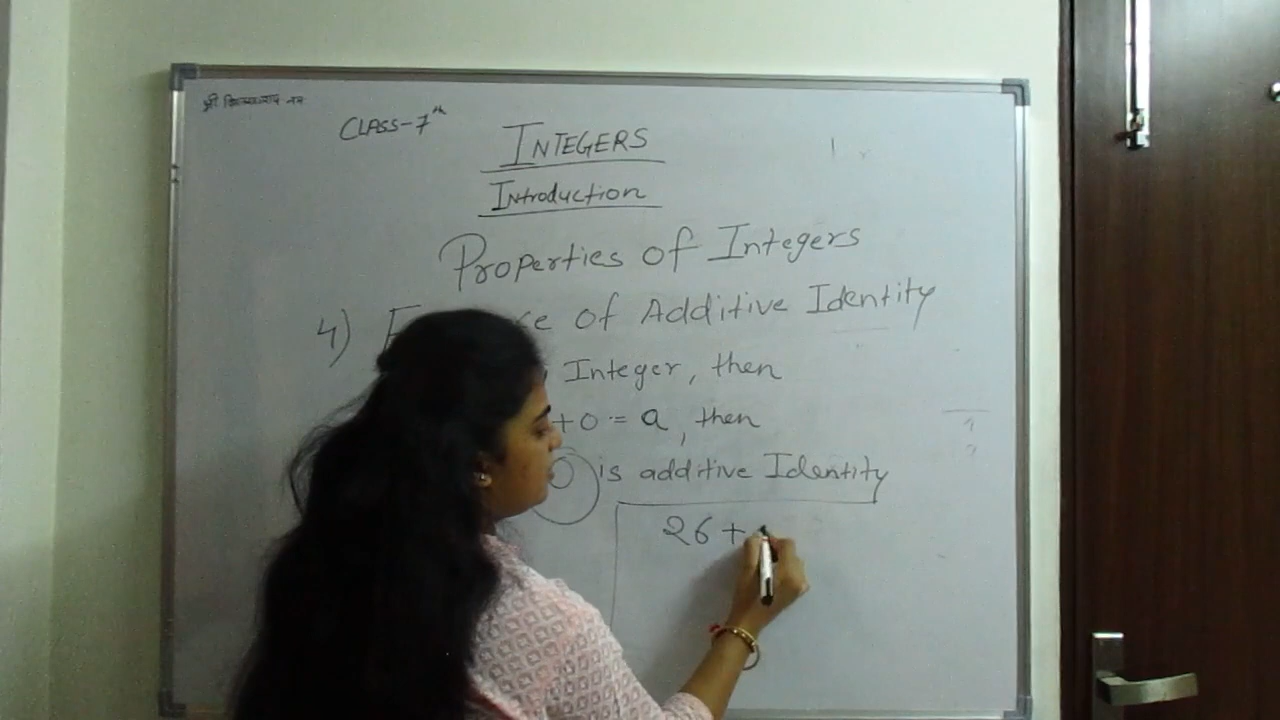 श्री
CLASS-7th
INTEGERS
Introduction
Properties of Integers
4) of Additive Identity
Integer, then
+0 = a, then
0 is additive Identity
26+